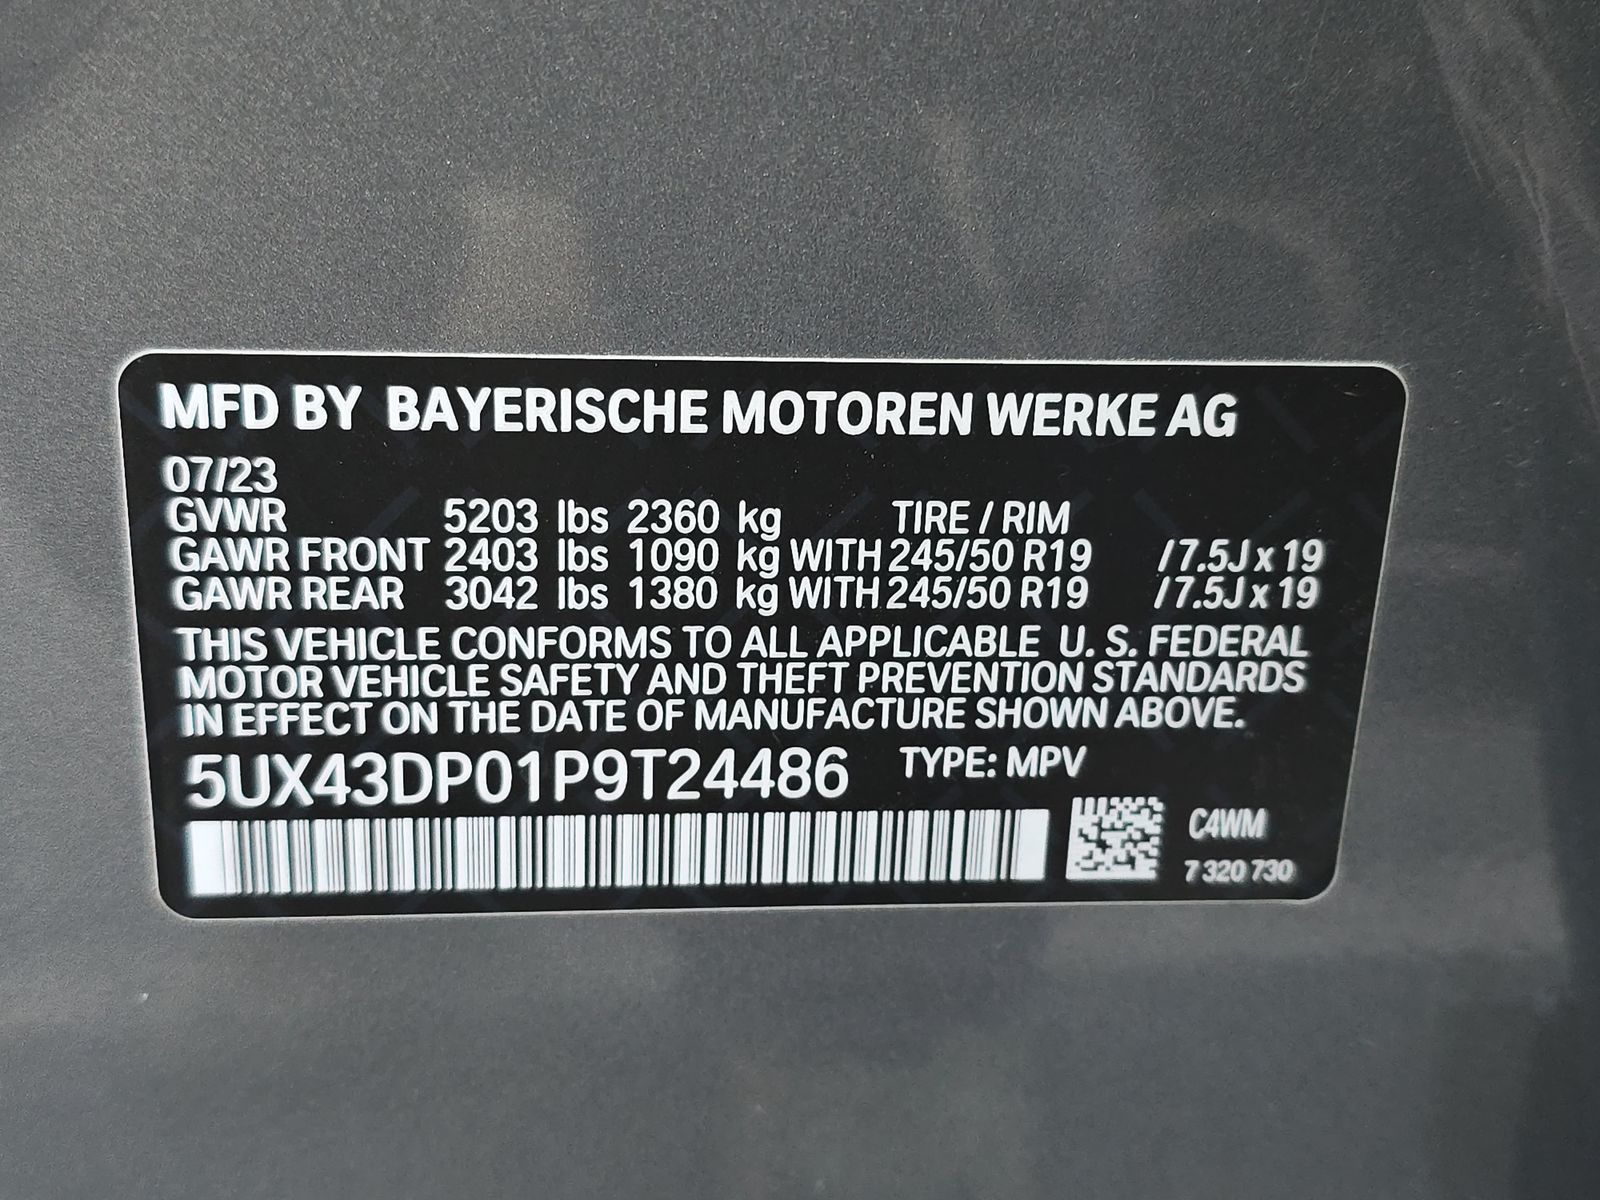 MFD BY BAYERISCHE MOTOREN WERKE AG
07/23
GVWR 5203 lbs 2360 kg TIRE / RIM
GAWR FRONT 2403 lbs 1090 kg WITH 245/50 R19 /7.5J x 19
GAWR REAR 3042 lbs 1380 kg WITH 245/50 R19 /7.5J x 19
THIS VEHICLE CONFORMS TO ALL APPLICABLE U. S. FEDERAL
MOTOR VEHICLE SAFETY AND THEFT PREVENTION STANDARDS
IN EFFECT ON THE DATE OF MANUFACTURE SHOWN ABOVE.
5UX43DP01P9T24486 TYPE: MPV
C4WM
7 320 730